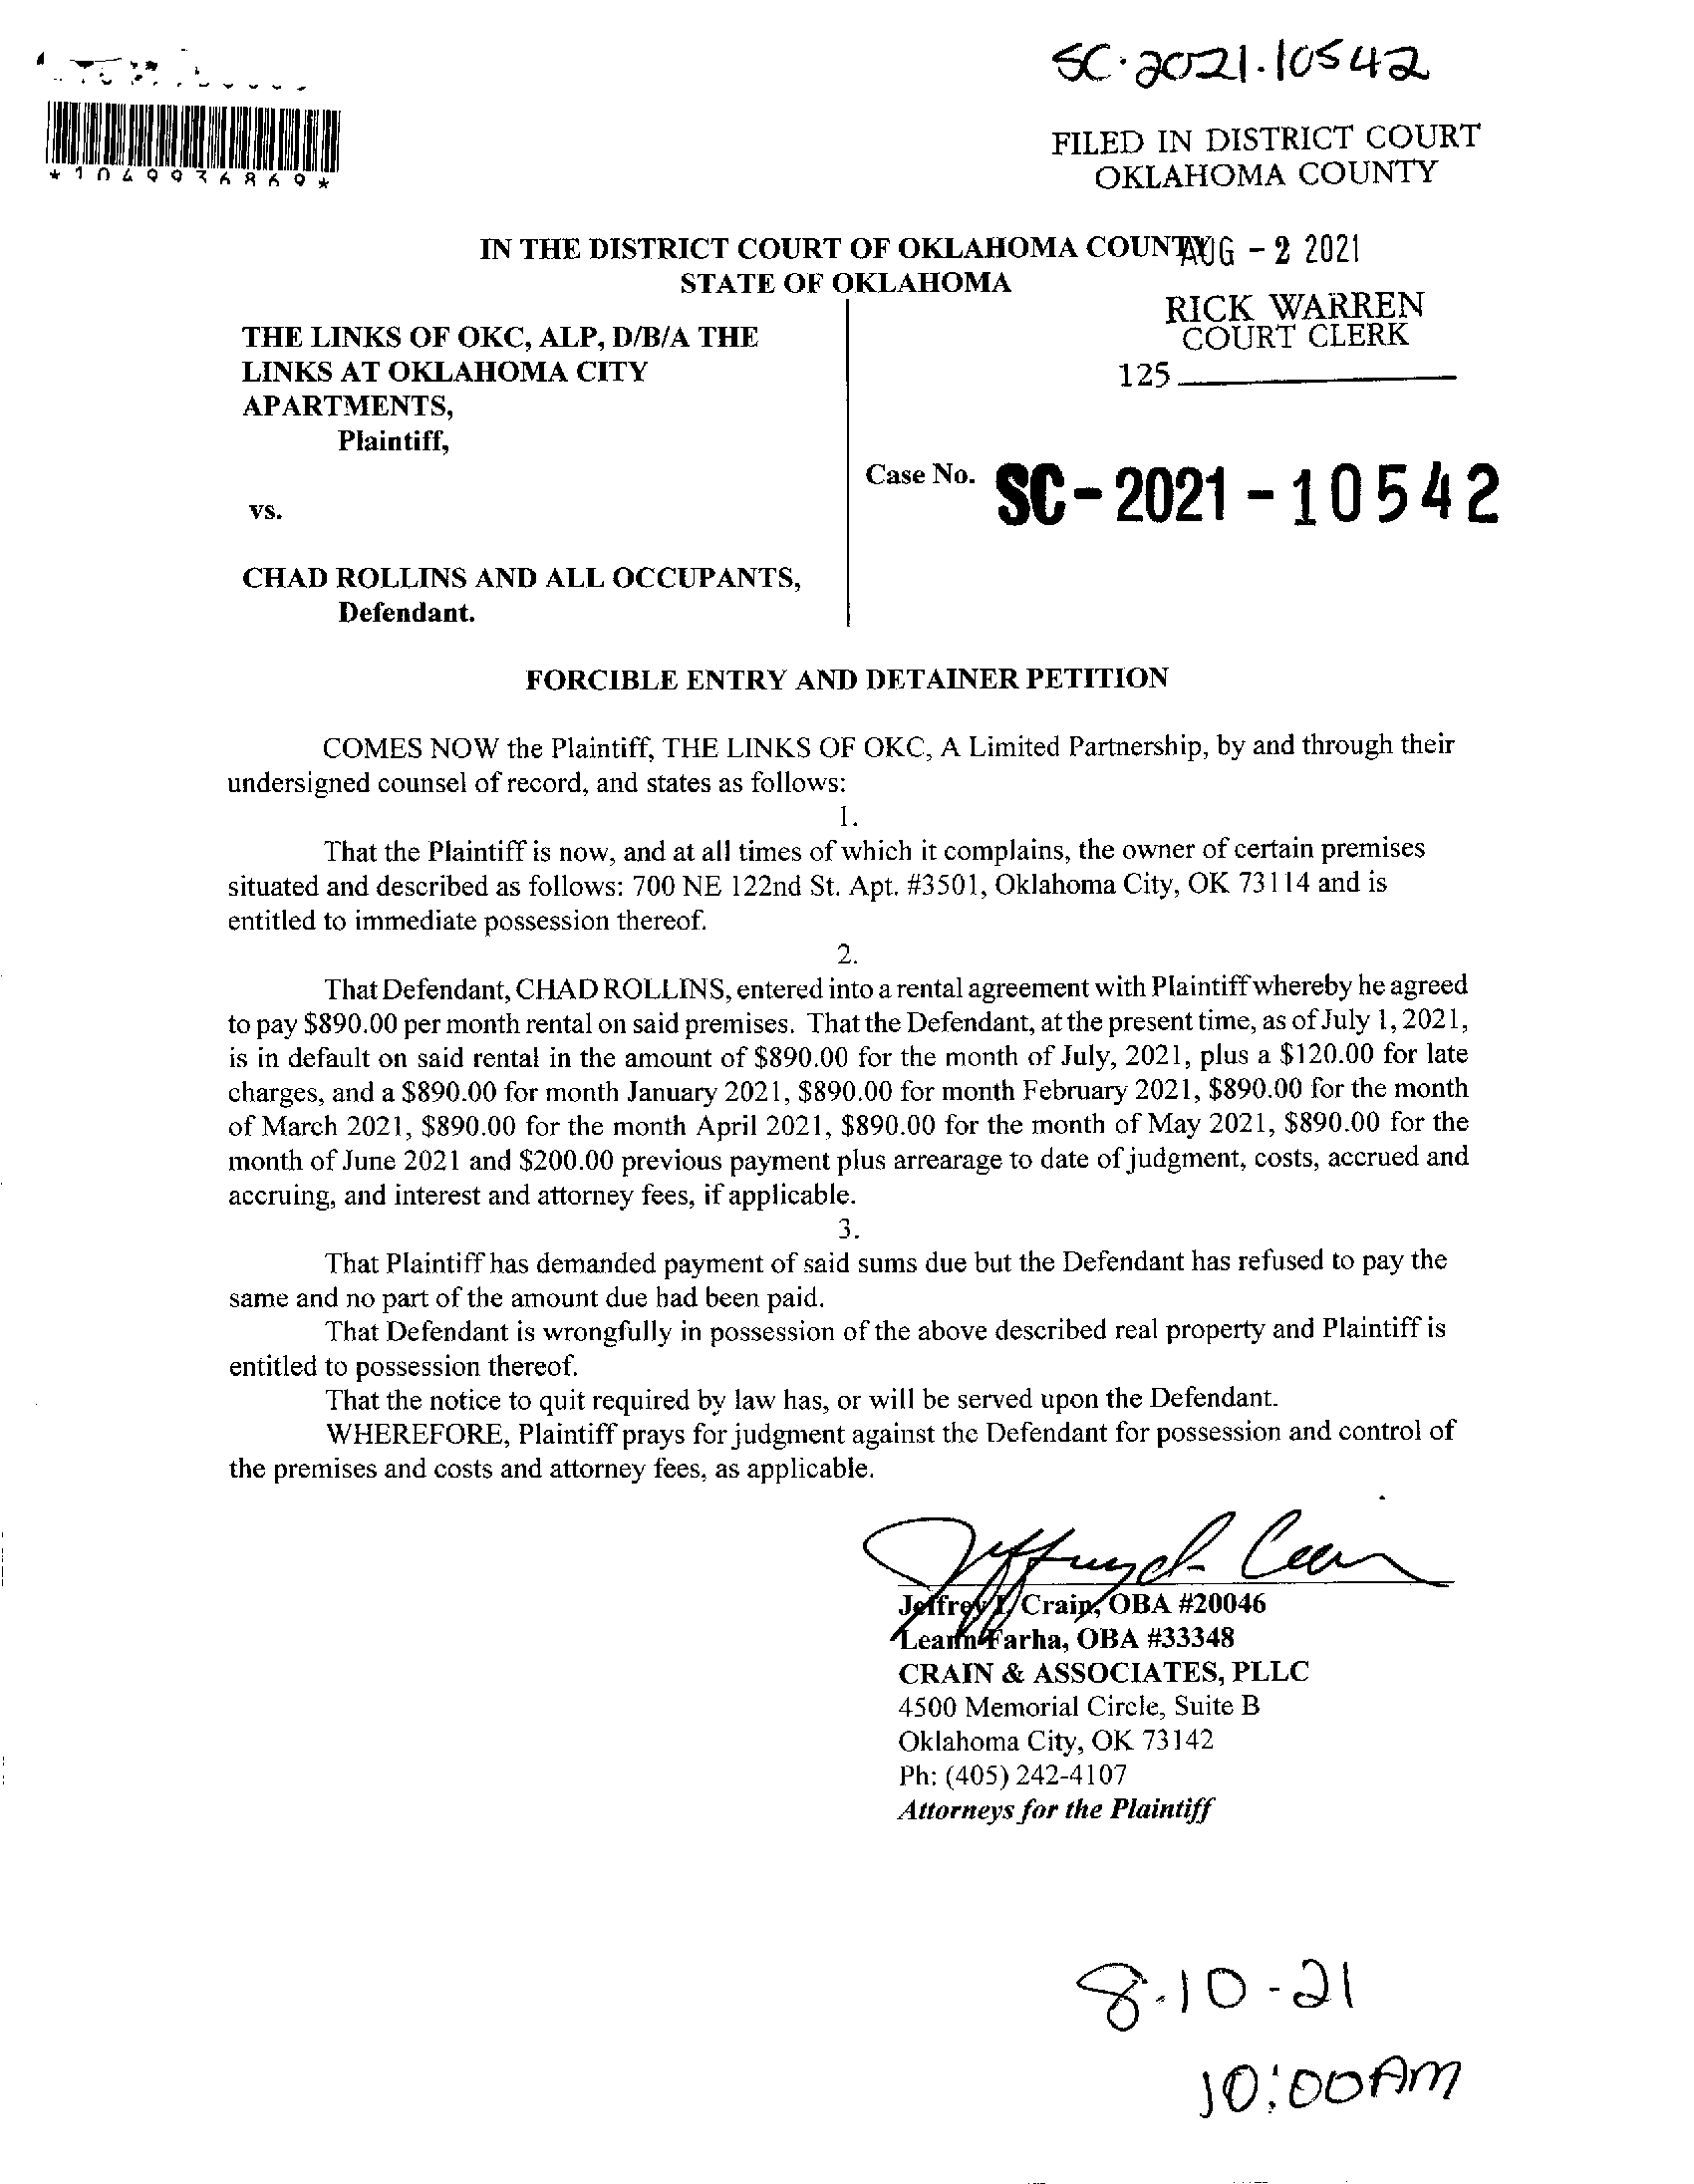 SC-2021-10542
*1049936869*
FILED IN DISTRICT COURT
OKLAHOMA COUNTY
IN THE DISTRICT COURT OF OKLAHOMA COUNTY
AUG - 2 2021
STATE OF OKLAHOMA
RICK WARREN
COURT CLERK
125
THE LINKS OF OKC, ALP, D/B/A THE
LINKS AT OKLAHOMA CITY
APARTMENTS,
Plaintiff,
Case No. SC-2021-10542
vs.
CHAD ROLLINS AND ALL OCCUPANTS,
Defendant.
FORCIBLE ENTRY AND DETAINER PETITION
COMES NOW the Plaintiff, THE LINKS OF OKC, A Limited Partnership, by and through their
undersigned counsel of record, and states as follows:
1.
That the Plaintiff is now, and at all times of which it complains, the owner of certain premises
situated and described as follows: 700 NE 122nd St. Apt. #3501, Oklahoma City, OK 73114 and is
entitled to immediate possession thereof.
2.
That Defendant, CHAD ROLLINS, entered into a rental agreement with Plaintiff whereby he agreed
to pay $890.00 per month rental on said premises. That the Defendant, at the present time, as of July 1, 2021,
is in default on said rental in the amount of $890.00 for the month of July, 2021, plus a $120.00 for late
charges, and a $890.00 for month January 2021, $890.00 for month February 2021, $890.00 for the month
of March 2021, $890.00 for the month April 2021, $890.00 for the month of May 2021, $890.00 for the
month of June 2021 and $200.00 previous payment plus arrearage to date of judgment, costs, accrued and
accruing, and interest and attorney fees, if applicable.
3.
That Plaintiff has demanded payment of said sums due but the Defendant has refused to pay the
same and no part of the amount due had been paid.
That Defendant is wrongfully in possession of the above described real property and Plaintiff is
entitled to possession thereof.
That the notice to quit required by law has, or will be served upon the Defendant.
WHEREFORE, Plaintiff prays for judgment against the Defendant for possession and control of
the premises and costs and attorney fees, as applicable.
Jeffrey Crain, OBA #20046
Leann Farha, OBA #33348
CRAIN & ASSOCIATES, PLLC
4500 Memorial Circle, Suite B
Oklahoma City, OK 73142
Ph: (405) 242-4107
Attorneys for the Plaintiff
8-10-21
10:00AM